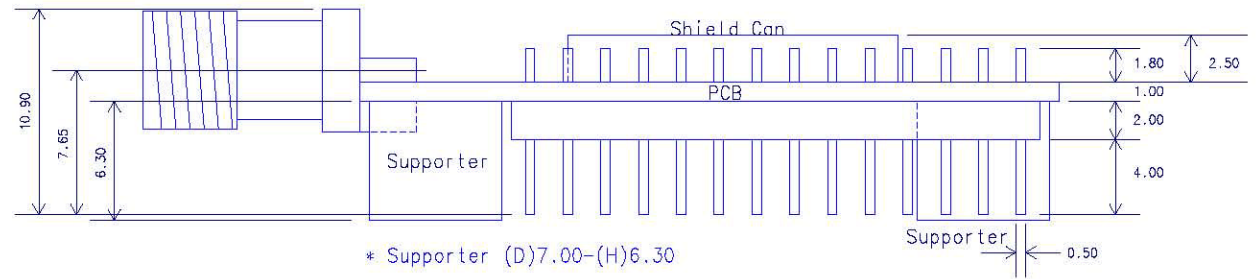 Shield Can
1.80
2.50
PCB
1.00
10.90
7.65
6.30
2.00
Supporter
4.00
Supporter
* Supporter (D)7.00-(H)6.30
0.50